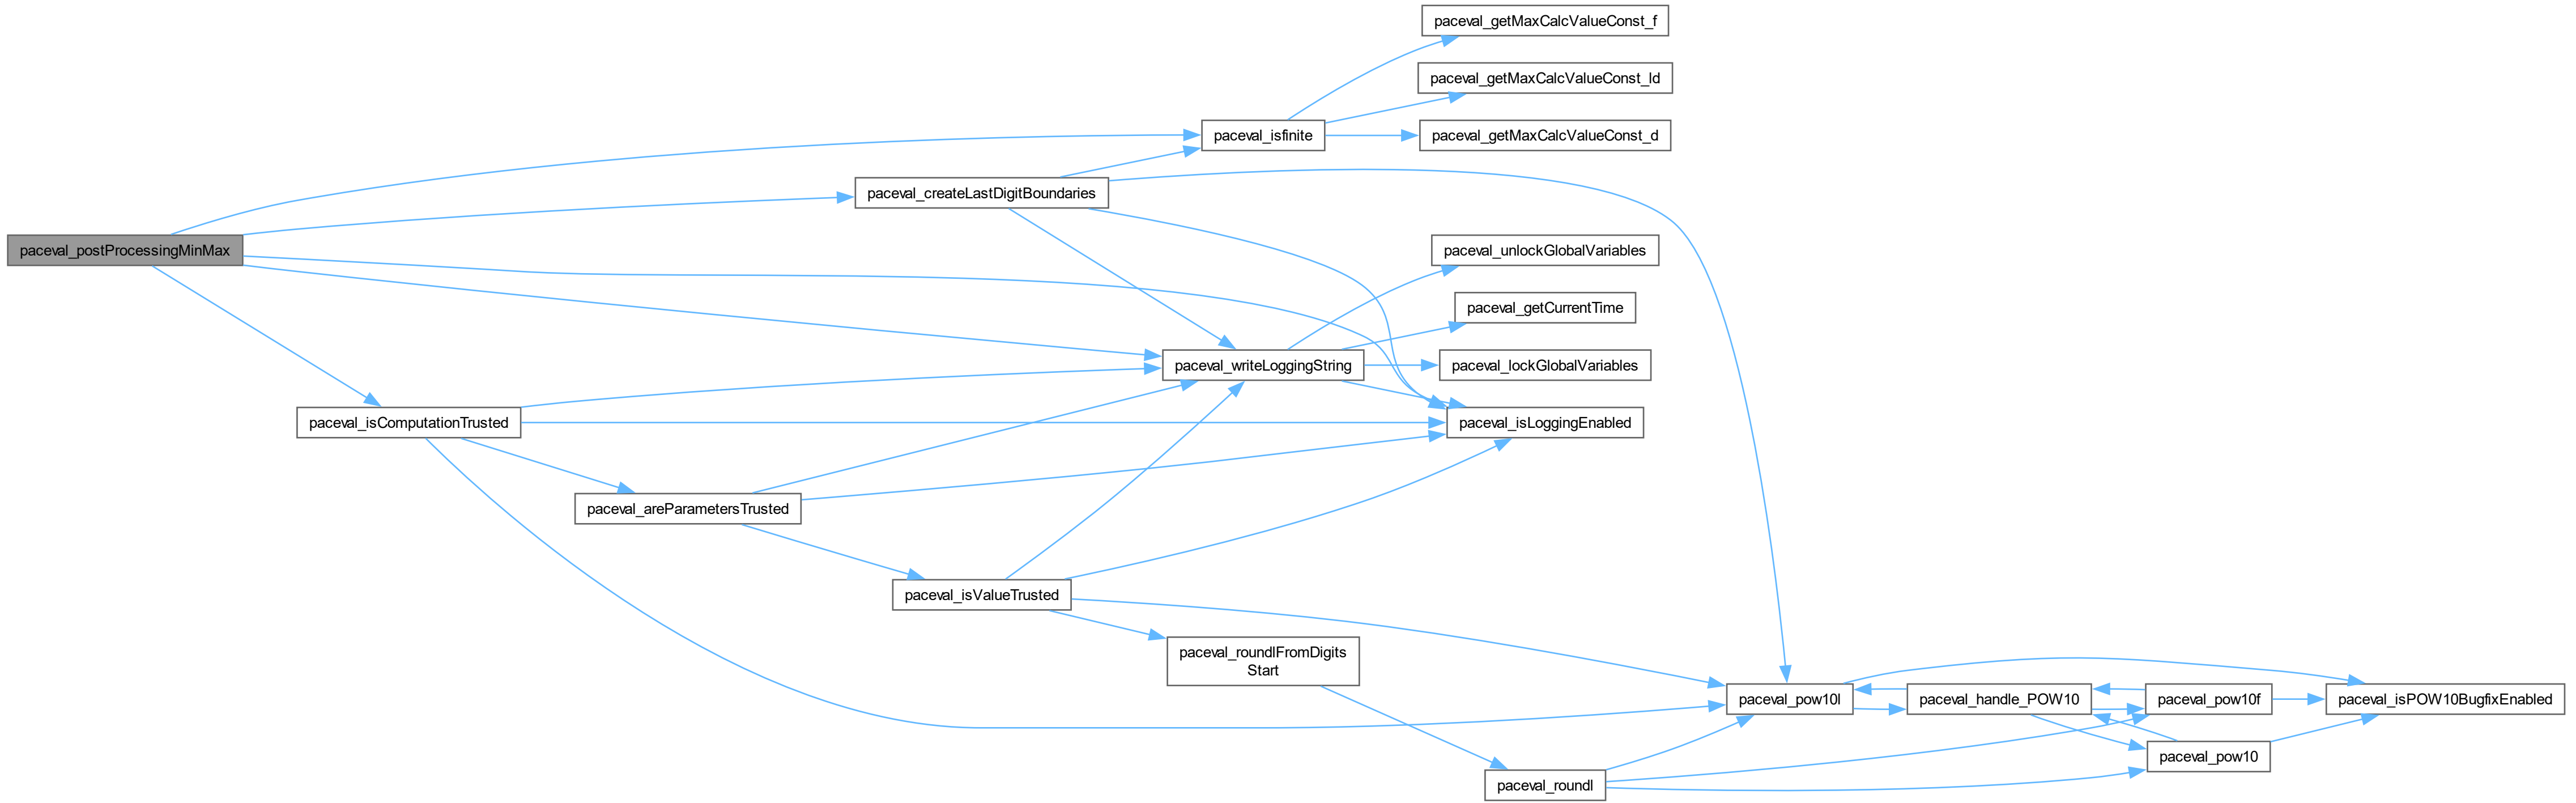 paceval_getMaxCalcValueConst_f
paceval_getMaxCalcValueConst_ld
paceval_isfinite
paceval_getMaxCalcValueConst_d
paceval_createLastDigitBoundaries
paceval_postProcessingMinMax
paceval_unlockGlobalVariables
paceval_getCurrentTime
paceval_writeLoggingString
paceval_lockGlobalVariables
paceval_isComputationTrusted
paceval_isLoggingEnabled
paceval_areParametersTrusted
paceval_isValueTrusted
paceval_roundlFromDigits
Start
paceval_pow10l
paceval_handle_POW10
paceval_pow10f
paceval_isPOW10BugfixEnabled
paceval_pow10
paceval_roundl